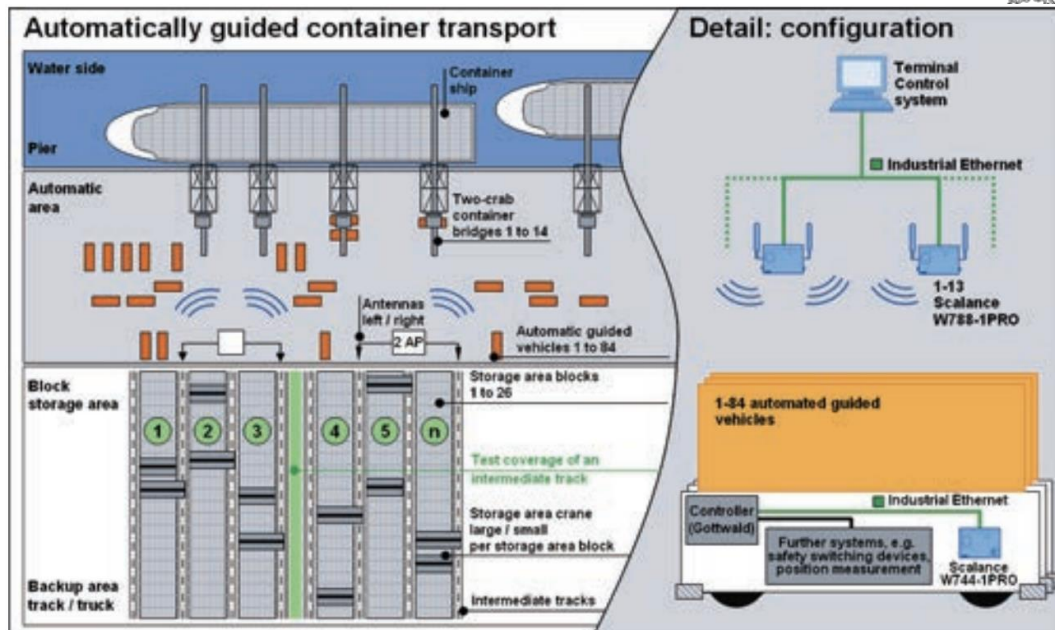 Automatically guided container transport
Water side
Container
ship
Pier
Automatic
area
Two-crab
container
bridges 1 to 14
Antennas
left / right
2 AP
Automatic guided
vehicles 1 to 84
Block
storage area
Storage area blocks
1 to 26
1
2
3
4
5
n
Test coverage of an
intermediate track
Storage area crane
large / small
per storage area block
Backup area
track / truck
Intermediate tracks
Detail: configuration
Terminal
Control
system
Industrial Ethernet
1-13
Scalance
W788-1PRO
1-84 automated guided
vehicles
Industrial Ethernet
Controller
(Gottwald)
Further systems, e.g.
safety switching devices,
position measurement
Scalance
W744-1PRO